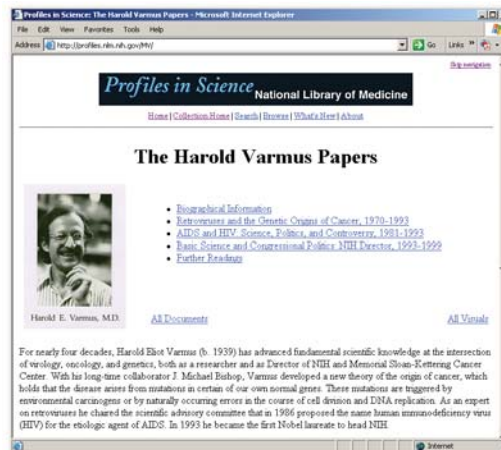 Profiles in Science: The Harold Varmus Papers - Microsoft Internet Explorer
File Edit View Favorites Tools Help
Address http://profiles.nlm.nih.gov/MV/ Go Links »
Skip navigation
Profiles in Science National Library of Medicine
Home | Collection Home | Search | Browse | What's New | About
The Harold Varmus Papers
• Biographical Information
• Retroviruses and the Genetic Origins of Cancer, 1970-1993
• AIDS and HIV: Science, Politics, and Controversy, 1981-1993
• Basic Science and Congressional Politics: NIH Director, 1993-1999
• Further Readings
Harold E. Varmus, M.D.
All Documents All Visuals
For nearly four decades, Harold Eliot Varmus (b. 1939) has advanced fundamental scientific knowledge at the intersection
of virology, oncology, and genetics, both as a researcher and as Director of NIH and Memorial Sloan-Kettering Cancer
Center. With his long-time collaborator J. Michael Bishop, Varmus developed a new theory of the origin of cancer, which
holds that the disease arises from mutations in certain of our own normal genes. These mutations are triggered by
environmental carcinogens or by naturally occurring errors in the course of cell division and DNA replication. As an expert
on retroviruses he chaired the scientific advisory committee that in 1986 proposed the name human immunodeficiency virus
(HIV) for the etiologic agent of AIDS. In 1993 he became the first Nobel laureate to head NIH.
Internet